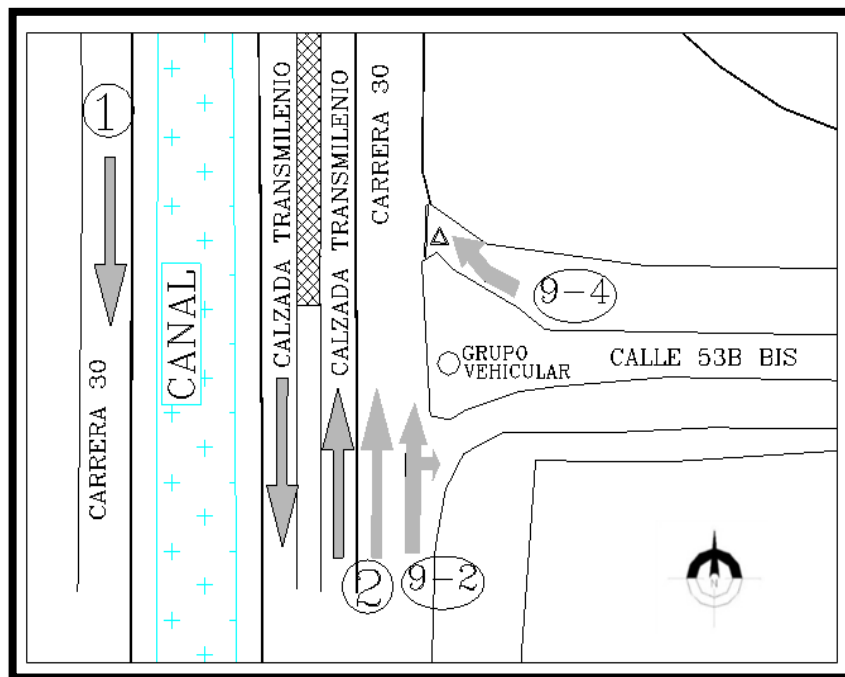 1
CARRERA 30
CANAL
CALZADA TRANSMILENIO
CALZADA TRANSMILENIO
CARRERA 30
9-4
GRUPO
VEHICULAR
CALLE 53B BIS
2
9-2
N